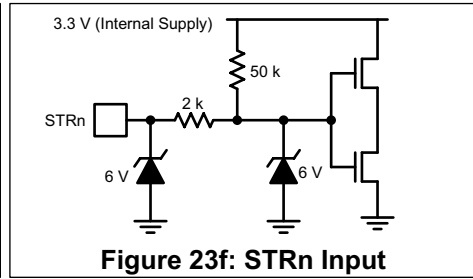 3.3 V (Internal Supply)
50 k
2 k
STRn
6 V
6 V
Figure 23f: STRn Input